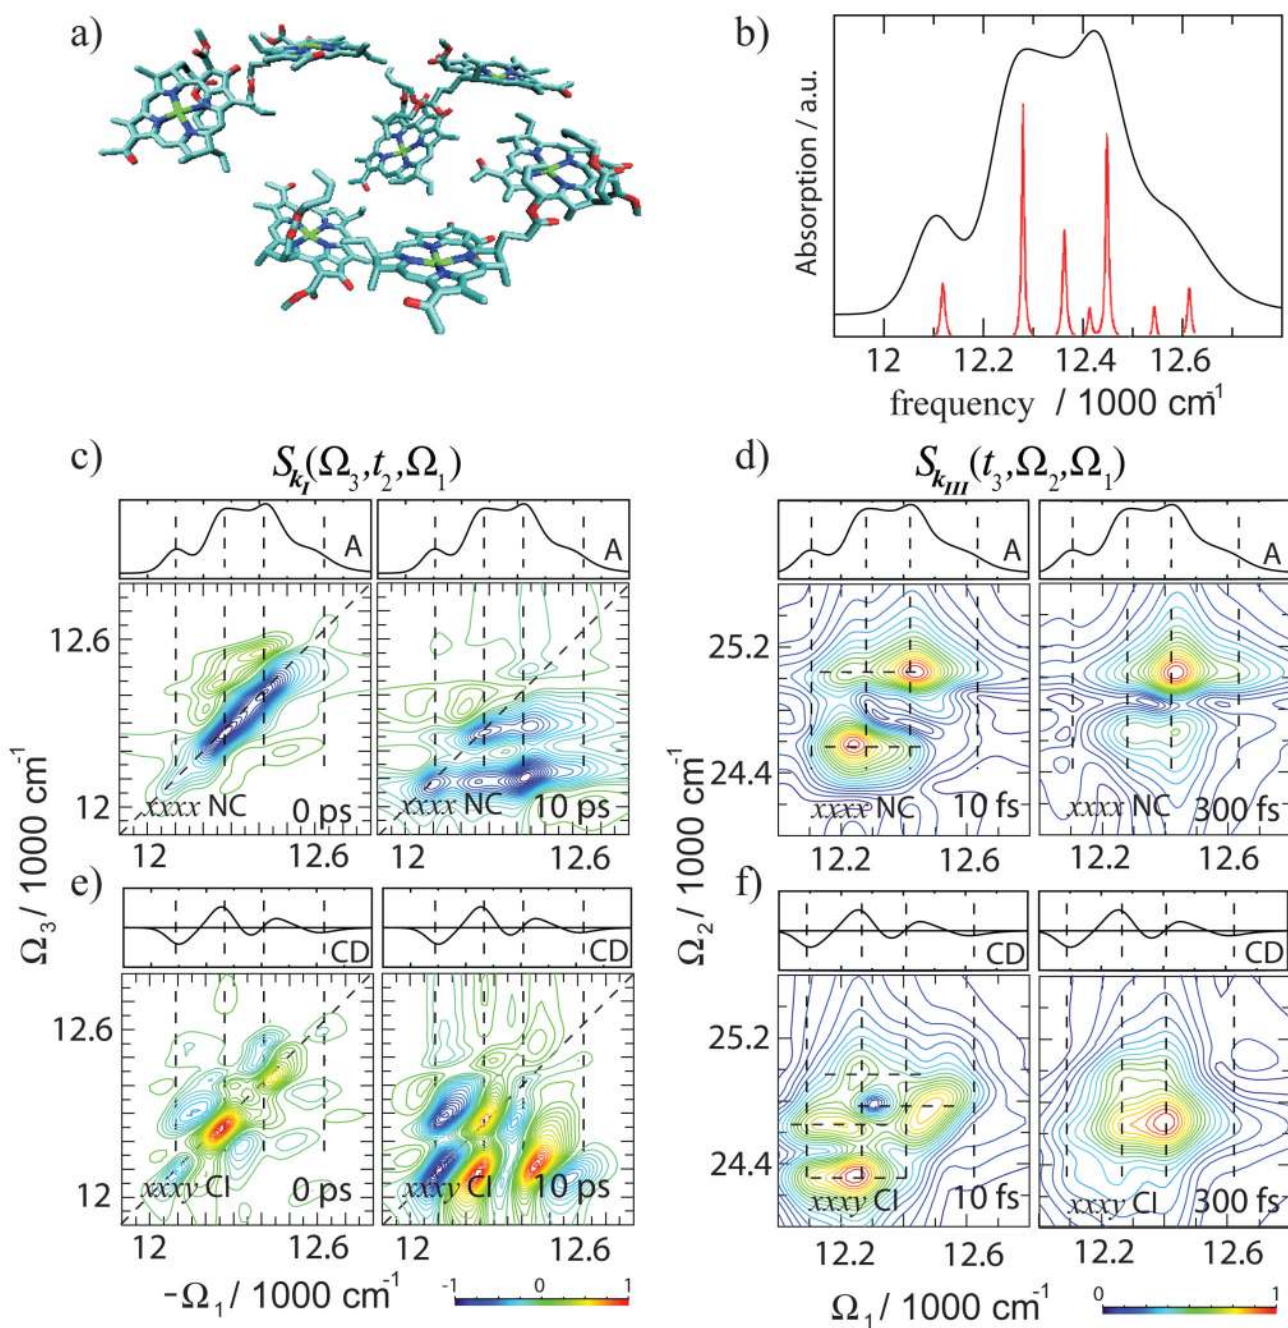 a)
b)
Absorption / a.u.
12 12.2 12.4 12.6
frequency / 1000 cm⁻¹
c)
S_{k_I}(Ω₃,t₂,Ω₁)
d)
S_{k_III}(t₃,Ω₂,Ω₁)
A
A
A
A
12.6
12
Ω₃ / 1000 cm⁻¹
xxxx NC 0 ps
xxxx NC 10 ps
12 12.6
12 12.6
25.2
24.4
Ω₂ / 1000 cm⁻¹
xxxx NC 10 fs
xxxx NC 300 fs
12.2 12.6
12.2 12.6
e)
f)
CD
CD
CD
CD
12.6
12
xxxy CI 0 ps
xxxy CI 10 ps
12 12.6
12 12.6
25.2
24.4
xxxy CI 10 fs
xxxy CI 300 fs
12.2 12.6
12.2 12.6
−Ω₁ / 1000 cm⁻¹
-1 0 1
Ω₁ / 1000 cm⁻¹
0 1